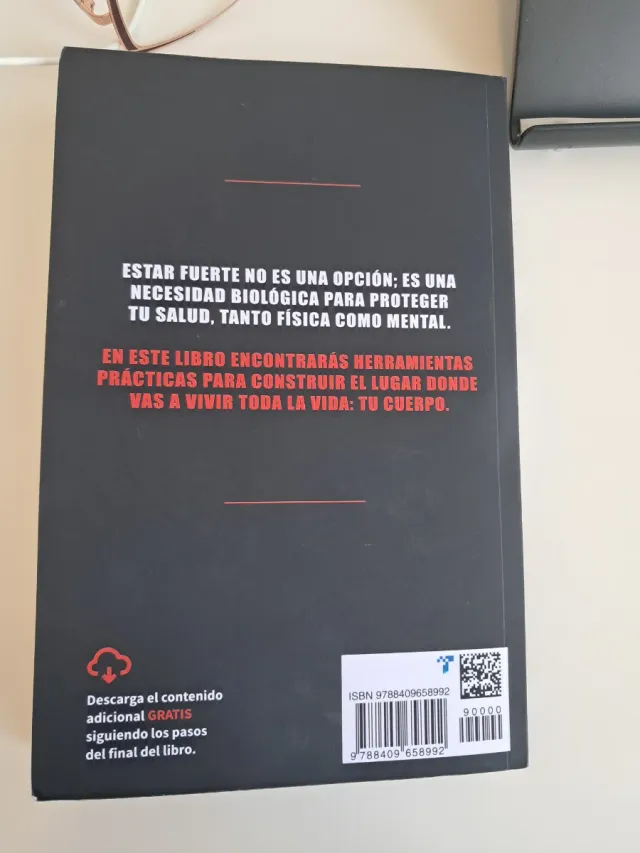 ESTAR FUERTE NO ES UNA OPCIÓN; ES UNA
NECESIDAD BIOLÓGICA PARA PROTEGER
TU SALUD, TANTO FÍSICA COMO MENTAL.
EN ESTE LIBRO ENCONTRARÁS HERRAMIENTAS
PRÁCTICAS PARA CONSTRUIR EL LUGAR DONDE
VAS A VIVIR TODA LA VIDA: TU CUERPO.
Descarga el contenido
adicional GRATIS
siguiendo los pasos
del final del libro.
ISBN 9788409658992
90000
9 788409 658992